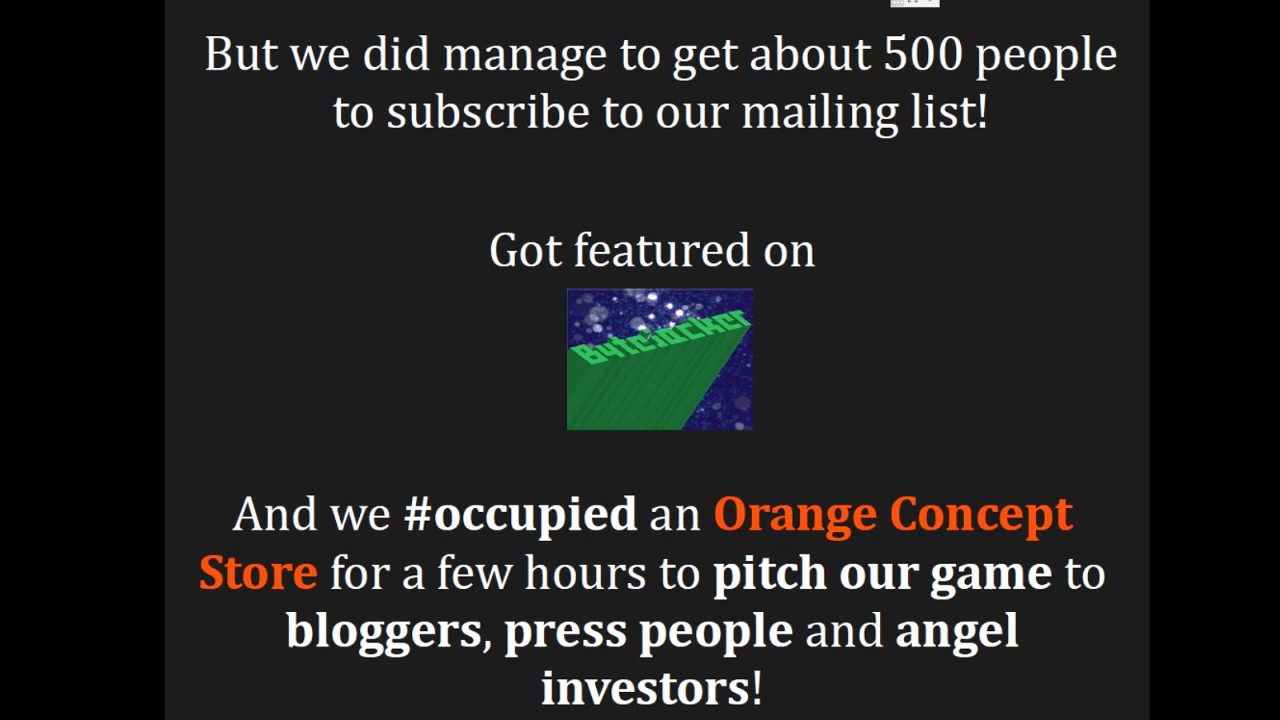 But we did manage to get about 500 people
to subscribe to our mailing list!
Got featured on
Bytejacker
And we #occupied an Orange Concept
Store for a few hours to pitch our game to
bloggers, press people and angel
investors!